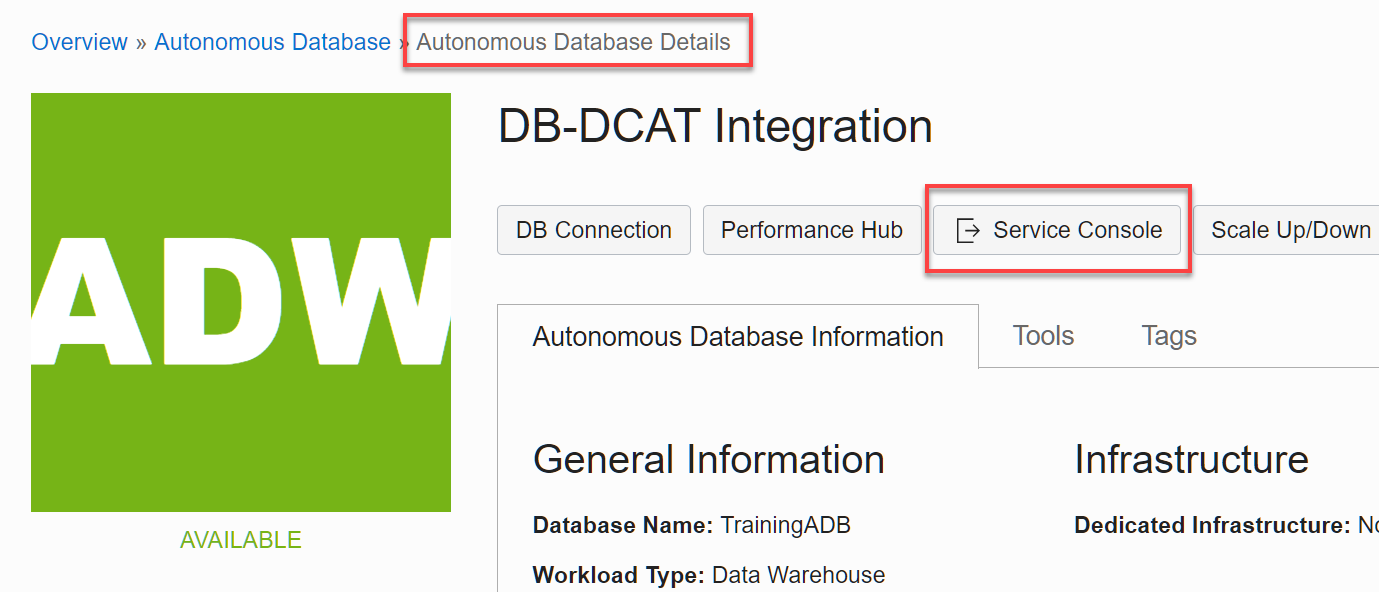 Overview » Autonomous Database » Autonomous Database Details
ADW
AVAILABLE
DB-DCAT Integration
DB Connection Performance Hub Service Console Scale Up/Down
Autonomous Database Information Tools Tags
General Information
Database Name: TrainingADB
Workload Type: Data Warehouse
Infrastructure
Dedicated Infrastructure: